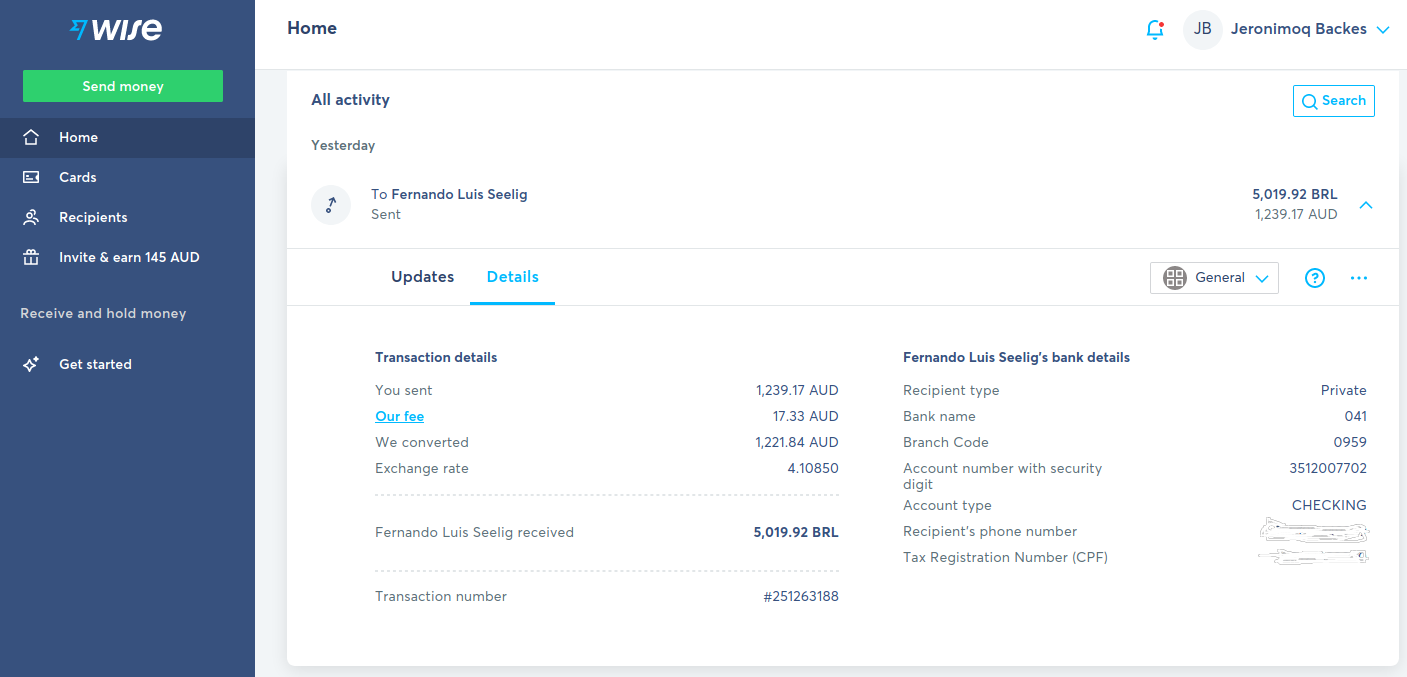 WISE
Home
JB
Jeronimoq Backes
Send money
Home
Cards
Recipients
Invite & earn 145 AUD
Receive and hold money
Get started
All activity
Search
Yesterday
To Fernando Luis Seelig
5,019.92 BRL
Sent
1,239.17 AUD
Updates
Details
General
?
Transaction details
You sent
1,239.17 AUD
Our fee
17.33 AUD
We converted
1,221.84 AUD
Exchange rate
4.10850
Fernando Luis Seelig received
5,019.92 BRL
Transaction number
#251263188
Fernando Luis Seelig's bank details
Recipient type
Private
Bank name
041
Branch Code
0959
Account number with security
digit
3512007702
Account type
CHECKING
Recipient's phone number
Tax Registration Number (CPF)